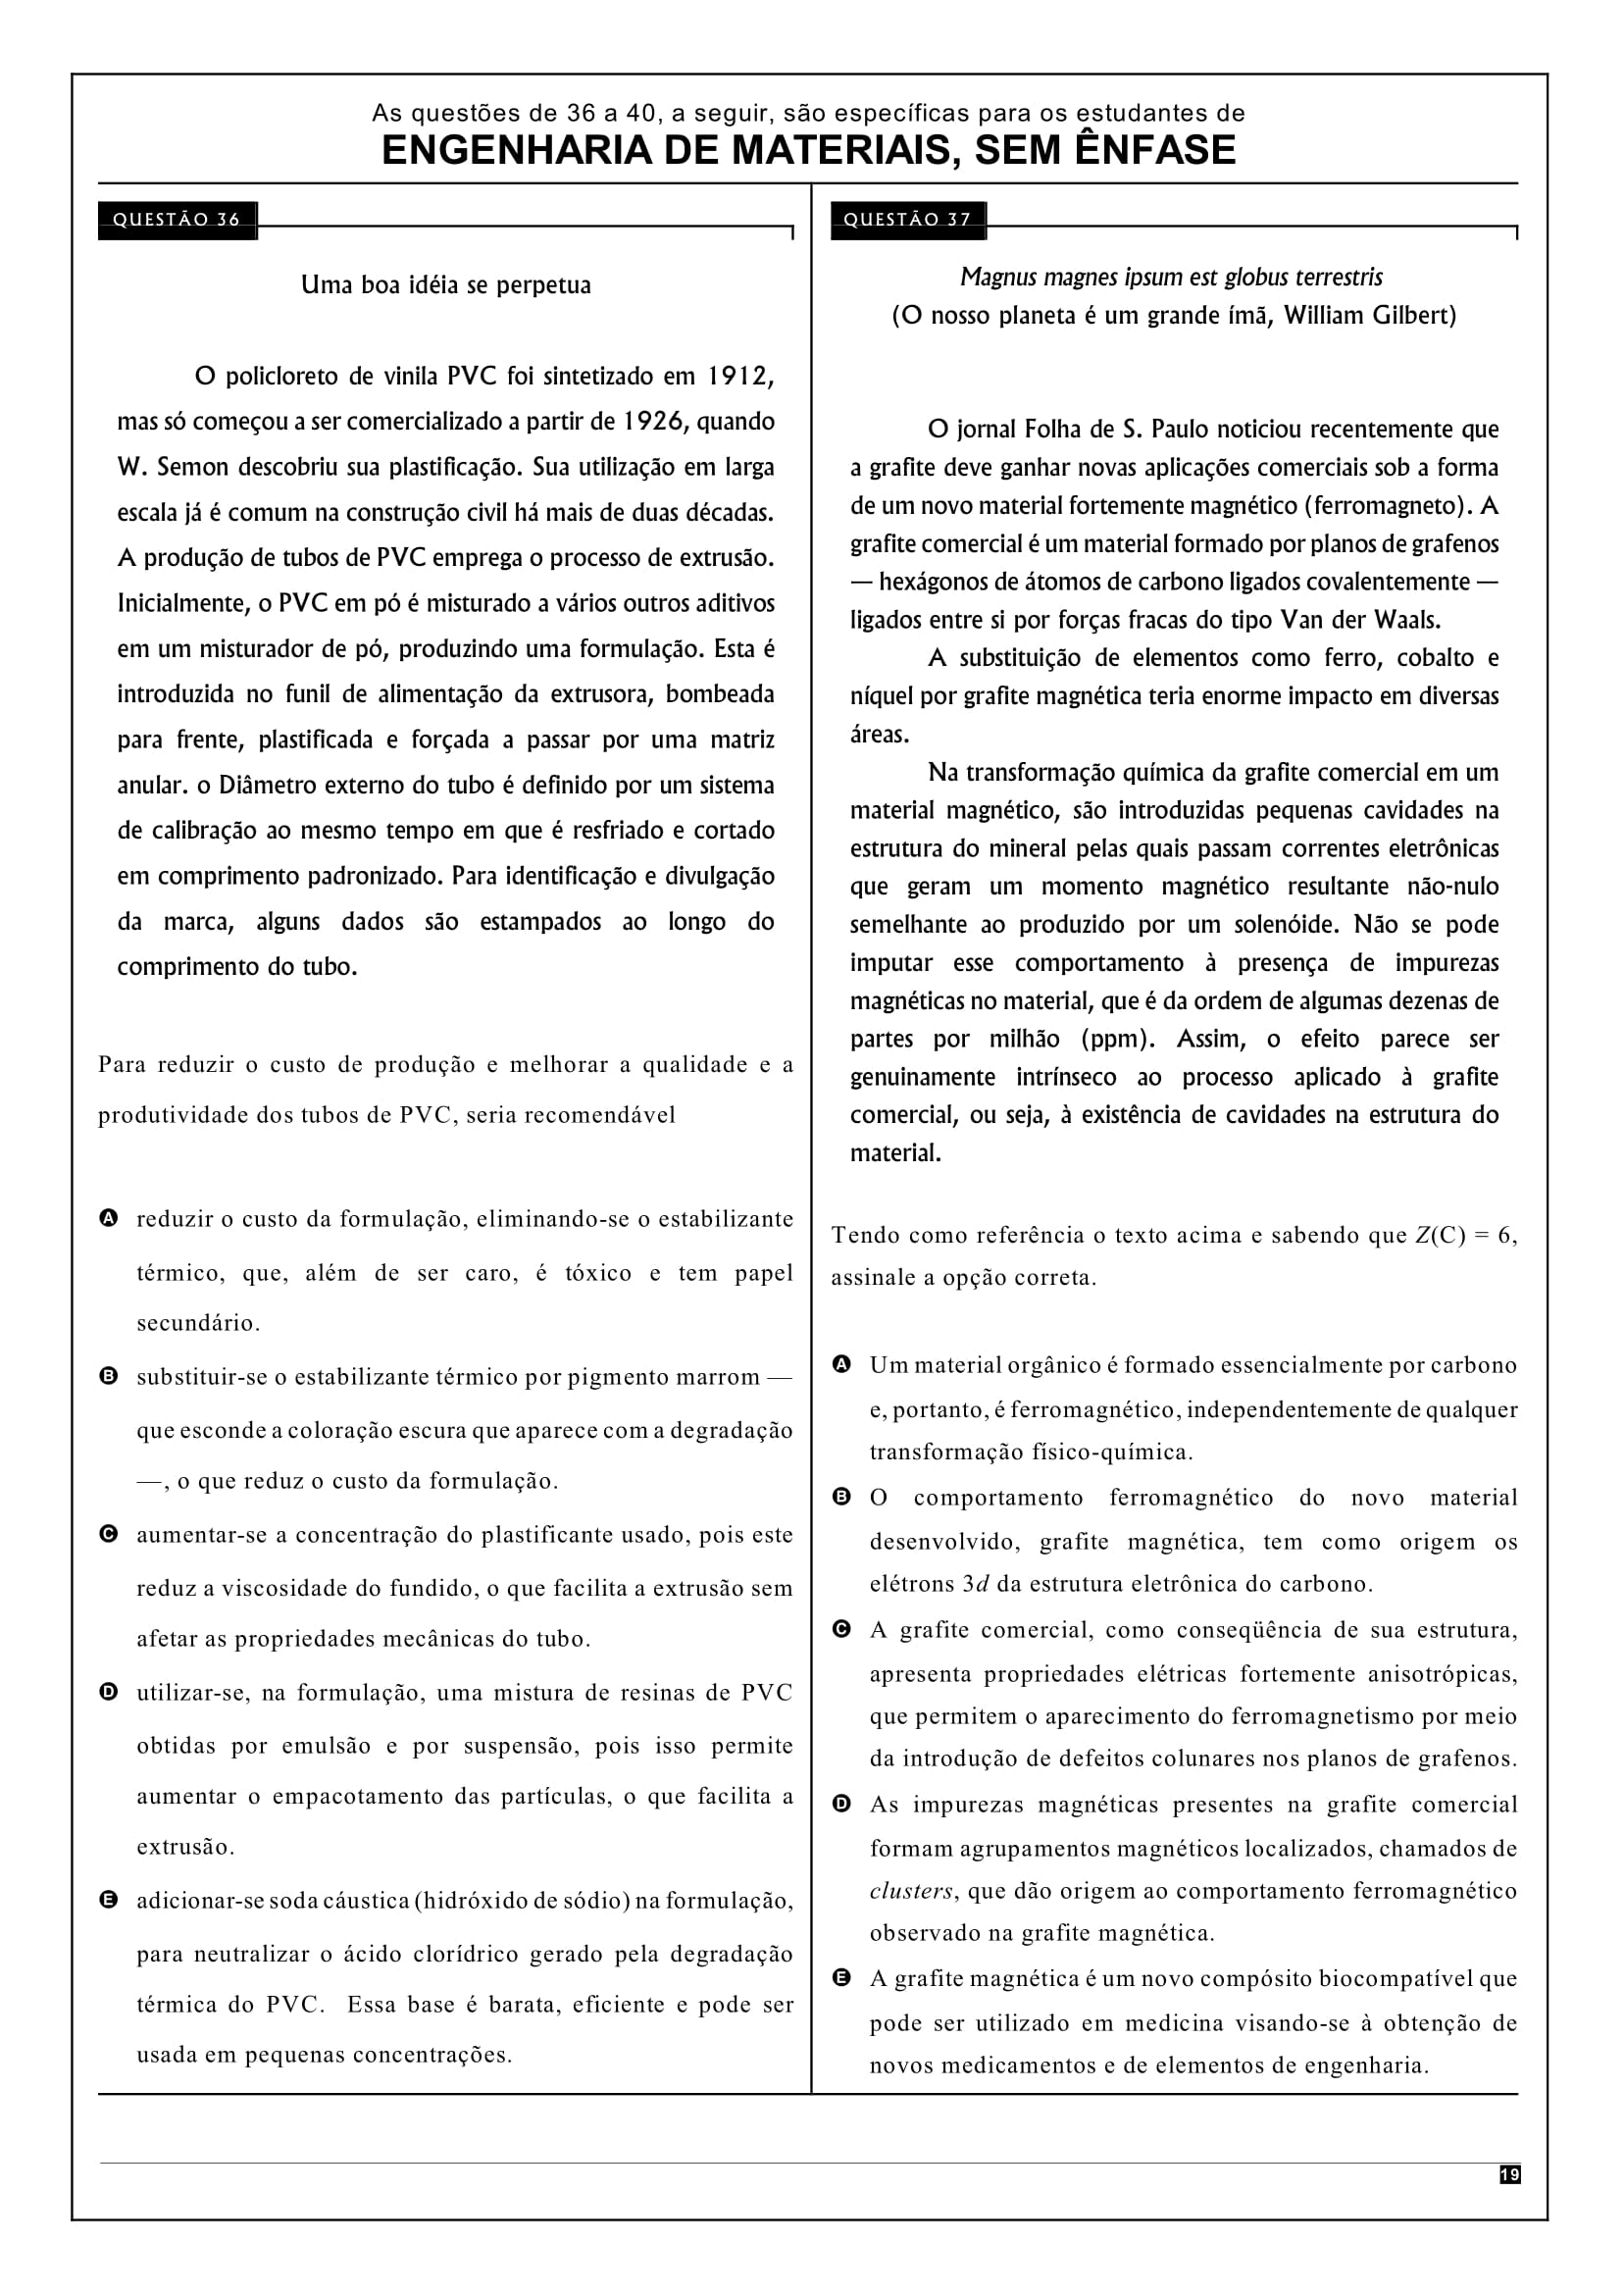 As questões de 36 a 40, a seguir, são específicas para os estudantes de
ENGENHARIA DE MATERIAIS, SEM ÊNFASE
QUESTÃO 36
Uma boa idéia se perpetua
O policloreto de vinila PVC foi sintetizado em 1912,
mas só começou a ser comercializado a partir de 1926, quando
W. Semon descobriu sua plastificação. Sua utilização em larga
escala já é comum na construção civil há mais de duas décadas.
A produção de tubos de PVC emprega o processo de extrusão.
Inicialmente, o PVC em pó é misturado a vários outros aditivos
em um misturador de pó, produzindo uma formulação. Esta é
introduzida no funil de alimentação da extrusora, bombeada
para frente, plastificada e forçada a passar por uma matriz
anular. o Diâmetro externo do tubo é definido por um sistema
de calibração ao mesmo tempo em que é resfriado e cortado
em comprimento padronizado. Para identificação e divulgação
da marca, alguns dados são estampados ao longo do
comprimento do tubo.
Para reduzir o custo de produção e melhorar a qualidade e a
produtividade dos tubos de PVC, seria recomendável
A reduzir o custo da formulação, eliminando-se o estabilizante
térmico, que, além de ser caro, é tóxico e tem papel
secundário.
B substituir-se o estabilizante térmico por pigmento marrom —
que esconde a coloração escura que aparece com a degradação
—, o que reduz o custo da formulação.
C aumentar-se a concentração do plastificante usado, pois este
reduz a viscosidade do fundido, o que facilita a extrusão sem
afetar as propriedades mecânicas do tubo.
D utilizar-se, na formulação, uma mistura de resinas de PVC
obtidas por emulsão e por suspensão, pois isso permite
aumentar o empacotamento das partículas, o que facilita a
extrusão.
E adicionar-se soda cáustica (hidróxido de sódio) na formulação,
para neutralizar o ácido clorídrico gerado pela degradação
térmica do PVC. Essa base é barata, eficiente e pode ser
usada em pequenas concentrações.
QUESTÃO 37
Magnus magnes ipsum est globus terrestris
(O nosso planeta é um grande ímã, William Gilbert)
O jornal Folha de S. Paulo noticiou recentemente que
a grafite deve ganhar novas aplicações comerciais sob a forma
de um novo material fortemente magnético (ferromagneto). A
grafite comercial é um material formado por planos de grafenos
— hexágonos de átomos de carbono ligados covalentemente —
ligados entre si por forças fracas do tipo Van der Waals.
A substituição de elementos como ferro, cobalto e
níquel por grafite magnética teria enorme impacto em diversas
áreas.
Na transformação química da grafite comercial em um
material magnético, são introduzidas pequenas cavidades na
estrutura do mineral pelas quais passam correntes eletrônicas
que geram um momento magnético resultante não-nulo
semelhante ao produzido por um solenóide. Não se pode
imputar esse comportamento à presença de impurezas
magnéticas no material, que é da ordem de algumas dezenas de
partes por milhão (ppm). Assim, o efeito parece ser
genuinamente intrínseco ao processo aplicado à grafite
comercial, ou seja, à existência de cavidades na estrutura do
material.
Tendo como referência o texto acima e sabendo que Z(C) = 6,
assinale a opção correta.
A Um material orgânico é formado essencialmente por carbono
e, portanto, é ferromagnético, independentemente de qualquer
transformação físico-química.
B O comportamento ferromagnético do novo material
desenvolvido, grafite magnética, tem como origem os
elétrons 3d da estrutura eletrônica do carbono.
C A grafite comercial, como conseqüência de sua estrutura,
apresenta propriedades elétricas fortemente anisotrópicas,
que permitem o aparecimento do ferromagnetismo por meio
da introdução de defeitos colunares nos planos de grafenos.
D As impurezas magnéticas presentes na grafite comercial
formam agrupamentos magnéticos localizados, chamados de
clusters, que dão origem ao comportamento ferromagnético
observado na grafite magnética.
E A grafite magnética é um novo compósito biocompatível que
pode ser utilizado em medicina visando-se à obtenção de
novos medicamentos e de elementos de engenharia.
19